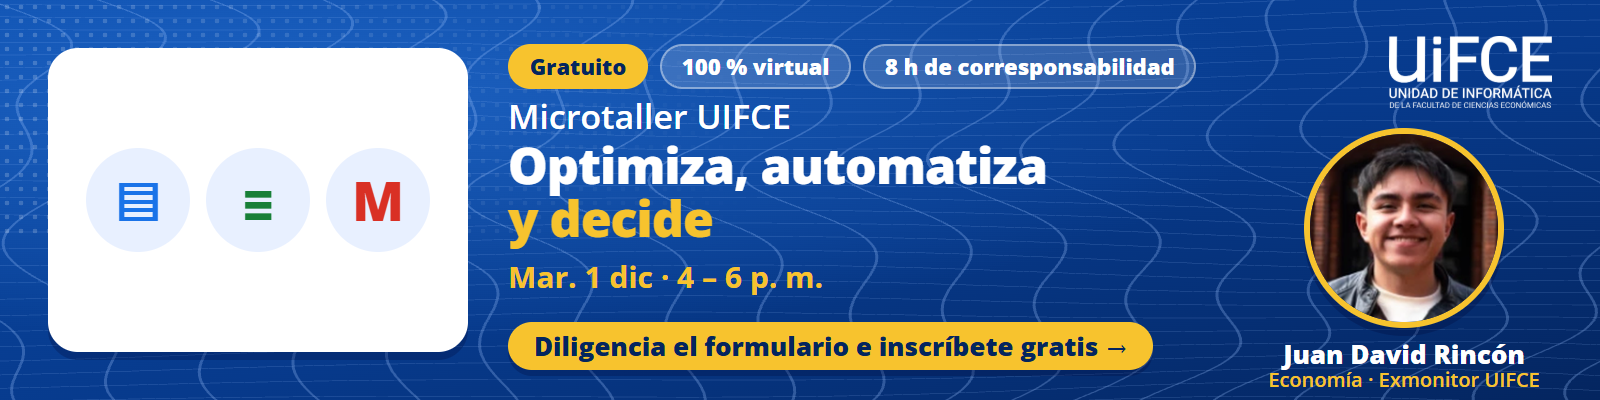 Gratuito
100 % virtual
8 h de corresponsabilidad
Microtaller UIFCE
Optimiza, automatiza
y decide
Mar. 1 dic · 4 – 6 p. m.
Diligencia el formulario e inscríbete gratis →
M
UiFCE
UNIDAD DE INFORMÁTICA
DE LA FACULTAD DE CIENCIAS ECONÓMICAS
Juan David Rincón
Economía · Exmonitor UIFCE